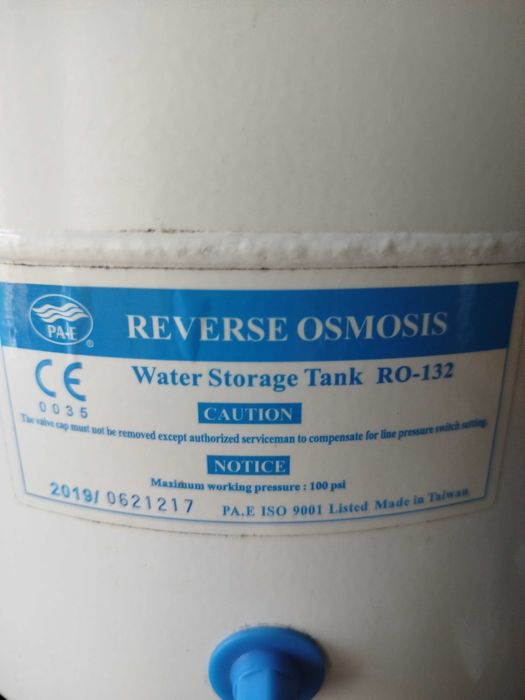 PA-E ®
REVERSE OSMOSIS
CE
0035
Water Storage Tank RO-132
CAUTION
The valve cap must not be removed except authorized serviceman to compensate for line pressure switch setting.
NOTICE
Maximum working pressure : 100 psi
2019/ 0621217
PA.E ISO 9001 Listed Made in Taiwan